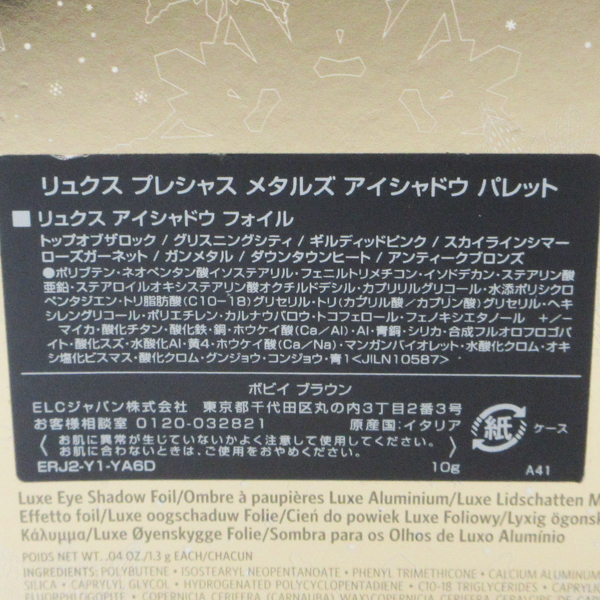 リュクス プレシャス メタルズ アイシャドウ パレット
■ リュクス アイシャドウ フォイル
トップオブザロック / グリスニングシティ / ギルディッドピンク / スカイラインシマー
ローズガーネット / ガンメタル / ダウンタウンヒート / アンティークブロンズ
●ポリブテン・ネオペンタン酸イソステアリル・フェニルトリメチコン・イソドデカン・ステアリン酸
亜鉛・ステアロイルオキシステアリン酸オクチルドデシル・カプリリルグリコール・水添ポリシクロ
ペンタジエン・トリ脂肪酸(C10-18)グリセリル・トリ(カプリル酸/カプリン酸)グリセリル・ヘキ
シレングリコール・ポリエチレン・カルナウバロウ・トコフェロール・フェノキシエタノール +/−
マイカ・酸化チタン・酸化鉄・銅・ホウケイ酸(Ca/Al)・Al・青銅・シリカ・合成フルオロフロゴパ
イト・酸化スズ・水酸化Al・黄4・ホウケイ酸(Ca/Na)・マンガンバイオレット・水酸化クロム・オキ
シ塩化ビスマス・酸化クロム・グンジョウ・コンジョウ・青1<JILN10587>
ボビイ ブラウン
ELCジャパン株式会社 東京都千代田区丸の内3丁目2番3号
お客様相談室 0120-032821 原産国:イタリア
〈お肌に異常が生じていないかよく注意して使用してください。
お肌に合わないときは、ご使用をおやめください。〉
ERJ2-Y1-YA6D 10g
紙 ケース
A41
Luxe Eye Shadow Foil/Ombre à paupières Luxe Aluminium/Luxe Lidschatten M
Effetto foil/Luxe oogschaduw Folie/Cień do powiek Luxe Foliowy/Lyxig ögonsk
Κάλυμμα/Luxe Øyenskygge Folie/Sombra para os Olhos de Luxo Alumínio
POIDS NET WT. .04 OZ./1.3 g EACH/CHACUN
INGREDIENTS: POLYBUTENE • ISOSTEARYL NEOPENTANOATE • PHENYL TRIMETHICONE • CALCIUM ALUMINUM
SILICA • CAPRYLYL GLYCOL • HYDROGENATED POLYCYCLOPENTADIENE • C10-18 TRIGLYCERIDES • CAPRYLI
FLUORPHLOGOPITE • COPERNICIA CERIFERA (CARNAUBA) WAX\COPERNICIA CERIFERA